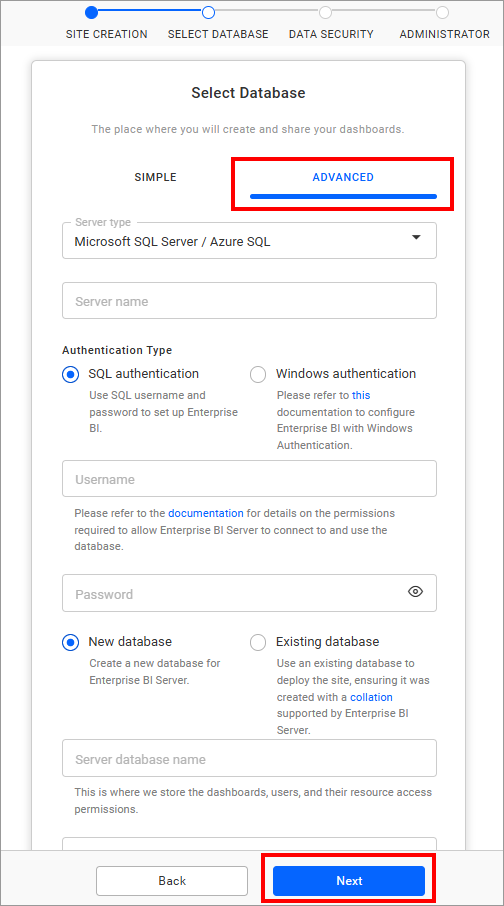 SITE CREATION SELECT DATABASE DATA SECURITY ADMINISTRATOR
Select Database
The place where you will create and share your dashboards.
SIMPLE ADVANCED
Server type
Microsoft SQL Server / Azure SQL
Server name
Authentication Type
SQL authentication
Use SQL username and
password to set up Enterprise
BI.
Windows authentication
Please refer to this
documentation to configure
Enterprise BI with Windows
Authentication.
Username
Please refer to the documentation for details on the permissions
required to allow Enterprise BI Server to connect to and use the
database.
Password
New database
Create a new database for
Enterprise BI Server.
Existing database
Use an existing database to
deploy the site, ensuring it was
created with a collation
supported by Enterprise BI
Server.
Server database name
This is where we store the dashboards, users, and their resource access
permissions.
Back Next